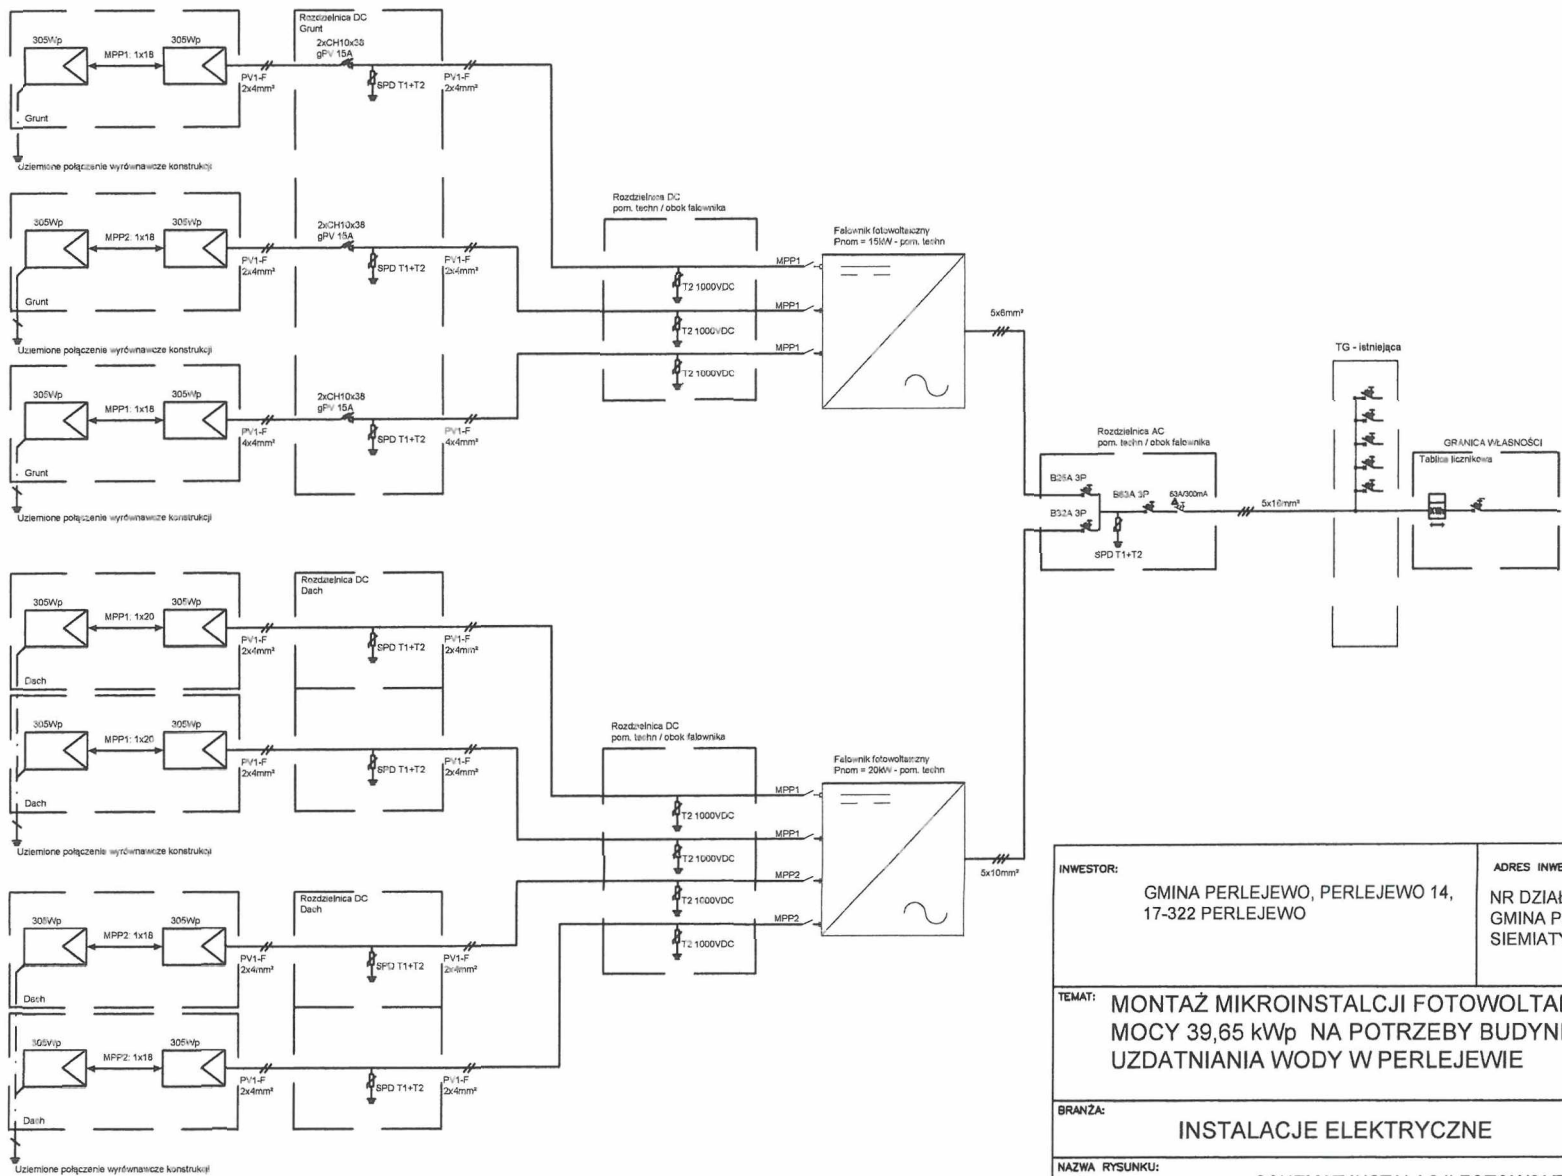 Rozdzielnica DC
Grunt
305Wp
MPP1: 1x18
305Wp
PV1-F
2x4mm²
2xCH10x38
gPV 15A
SPD T1+T2
PV1-F
2x4mm²
Grunt
Uziemione połączenie wyrównawcze konstrukcji
305Wp
MPP2: 1x18
305Wp
PV1-F
2x4mm²
2xCH10x38
gPV 15A
SPD T1+T2
PV1-F
2x4mm²
Grunt
Uziemione połączenie wyrównawcze konstrukcji
305Wp
MPP1: 1x18
305Wp
PV1-F
4x4mm²
2xCH10x38
gPV 15A
SPD T1+T2
PV1-F
4x4mm²
Grunt
Uziemione połączenie wyrównawcze konstrukcji
Rozdzielnica DC
pom. techn / obok falownika
T2 1000VDC
T2 1000VDC
T2 1000VDC
MPP1
MPP1
MPP1
Falownik fotowoltaiczny
Pnom = 15kW - pom. techn
5x6mm²
Rozdzielnica AC
pom. techn / obok falownika
B25A 3P
B32A 3P
B63A 3P
63A/300mA
SPD T1+T2
5x16mm²
TG - istniejąca
GRANICA WŁASNOŚCI
Tablica licznikowa
Rozdzielnica DC
Dach
305Wp
MPP1: 1x20
305Wp
PV1-F
2x4mm²
SPD T1+T2
PV1-F
2x4mm²
Dach
305Wp
MPP1: 1x20
305Wp
PV1-F
2x4mm²
SPD T1+T2
PV1-F
2x4mm²
Dach
Uziemione połączenie wyrównawcze konstrukcji
Rozdzielnica DC
Dach
305Wp
MPP2: 1x18
305Wp
PV1-F
2x4mm²
SPD T1+T2
PV1-F
2x4mm²
Dach
305Wp
MPP2: 1x18
305Wp
PV1-F
2x4mm²
SPD T1+T2
PV1-F
2x4mm²
Dach
Uziemione połączenie wyrównawcze konstrukcji
Rozdzielnica DC
pom. techn / obok falownika
T2 1000VDC
T2 1000VDC
T2 1000VDC
T2 1000VDC
MPP1
MPP1
MPP2
MPP2
Falownik fotowoltaiczny
Pnom = 20kW - pom. techn
5x10mm²
INWESTOR:
GMINA PERLEJEWO, PERLEJEWO 14,
17-322 PERLEJEWO
ADRES INWE
NR DZIAŁ
GMINA P
SIEMIATY
TEMAT: MONTAŻ MIKROINSTALCJI FOTOWOLTA
MOCY 39,65 kWp NA POTRZEBY BUDYN
UZDATNIANIA WODY W PERLEJEWIE
BRANŻA:
INSTALACJE ELEKTRYCZNE
NAZWA RYSUNKU: